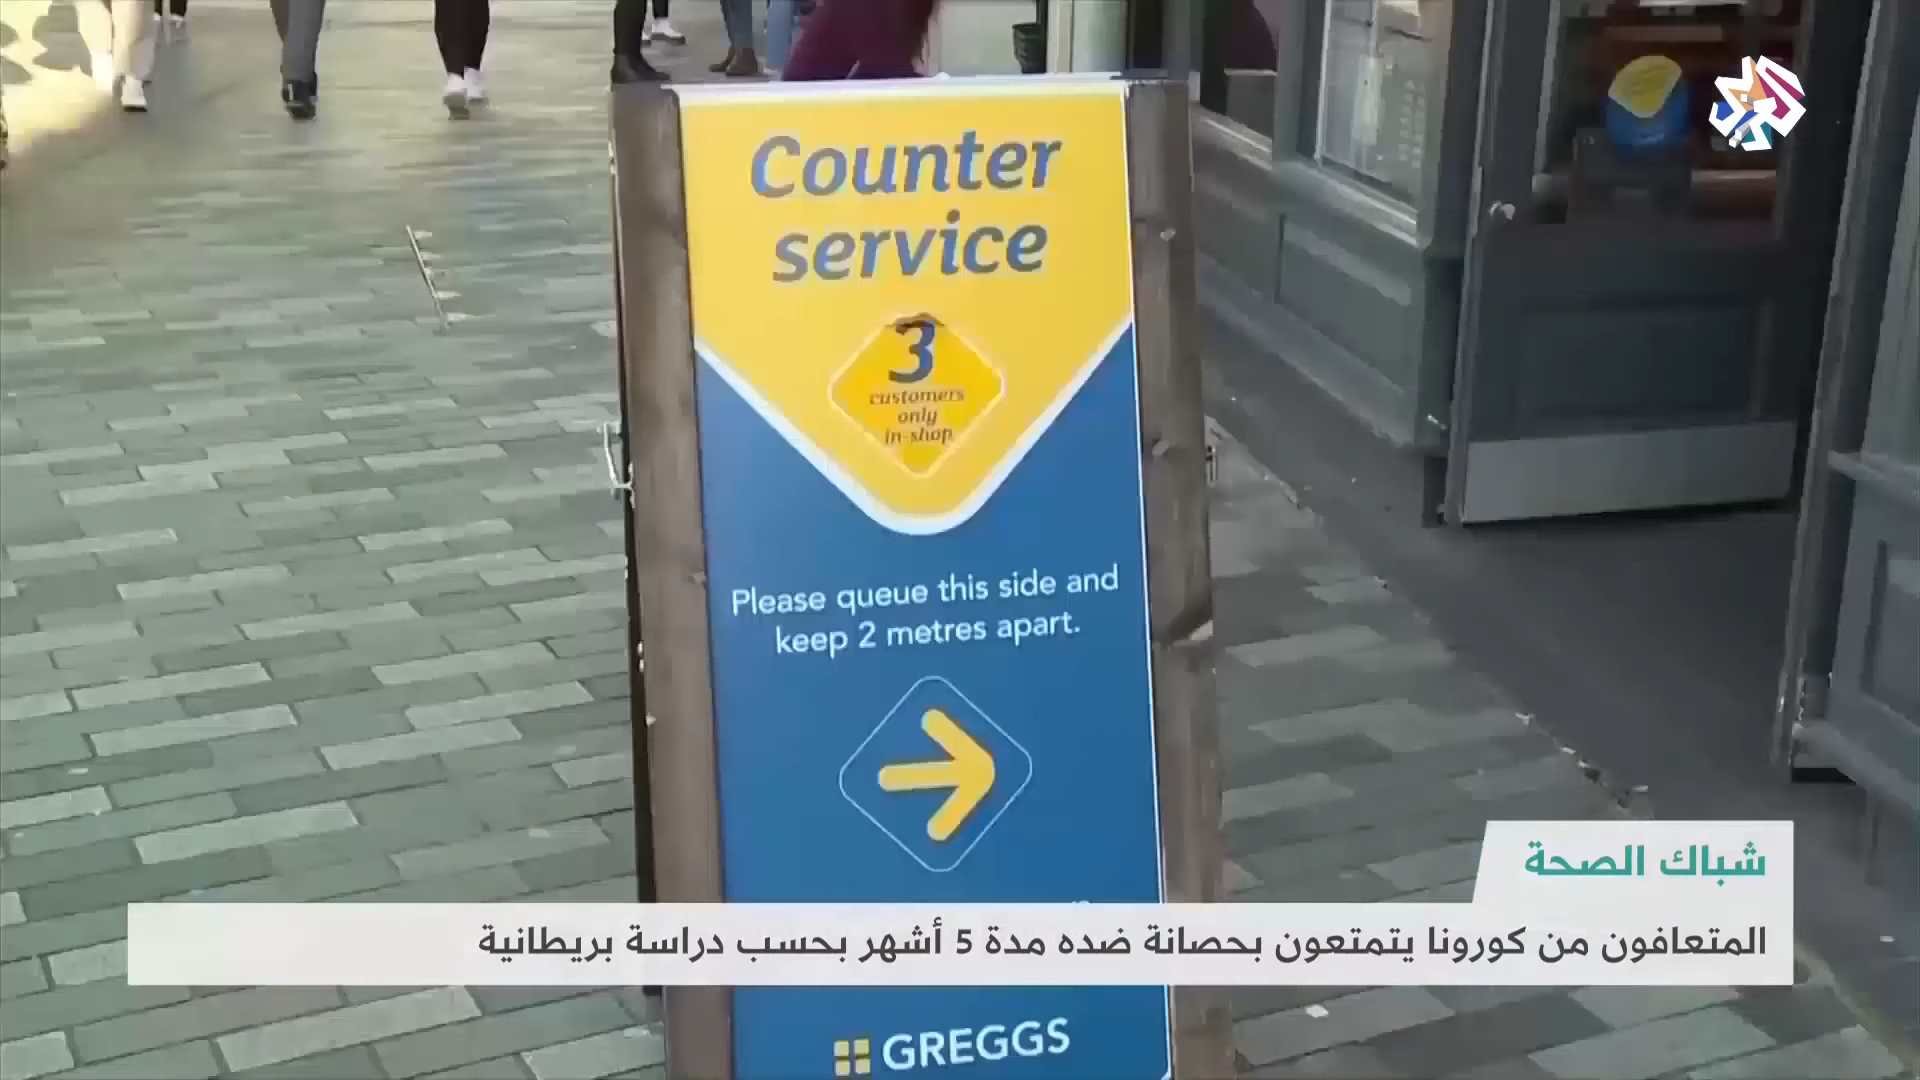 Counter
service
3
customers
only
in-shop
Please queue this side and
keep 2 metres apart.
شباك الصحة
المتعافون من كورونا يتمتعون بحصانة ضده مدة 5 أشهر بحسب دراسة بريطانية
GREGGS